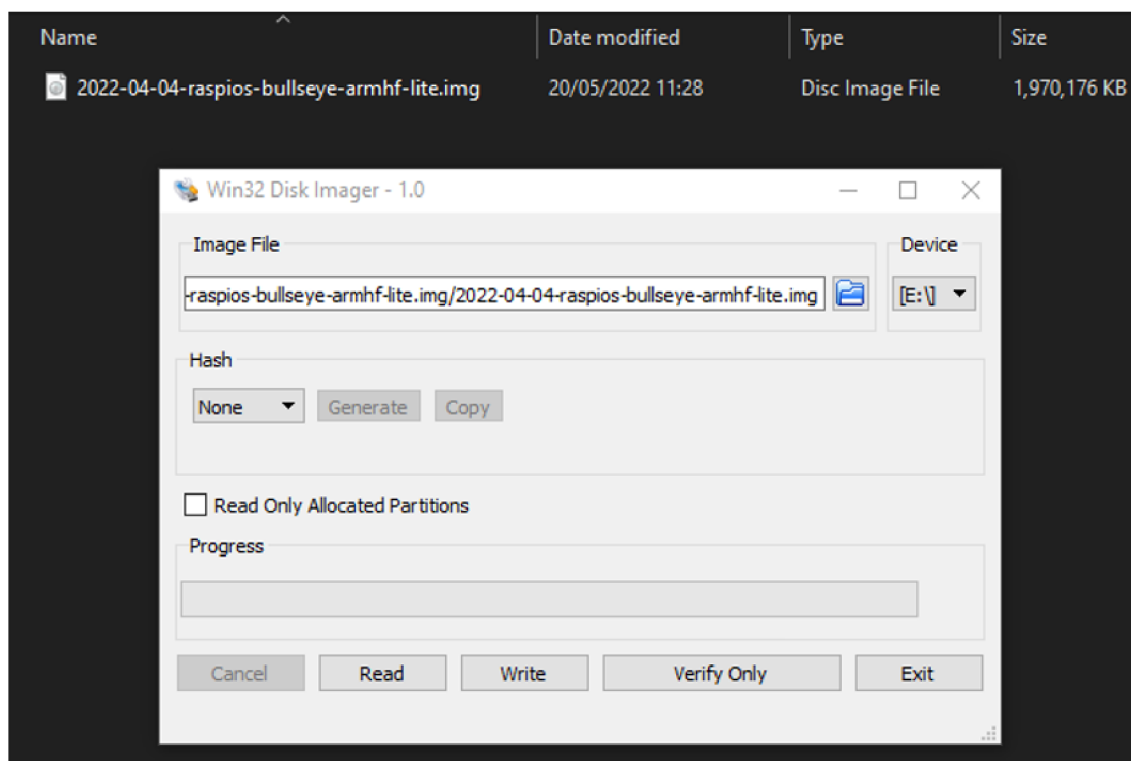 Name Date modified Type Size
2022-04-04-raspios-bullseye-armhf-lite.img 20/05/2022 11:28 Disc Image File 1,970,176 KB
Win32 Disk Imager - 1.0
Image File Device
-raspios-bullseye-armhf-lite.img/2022-04-04-raspios-bullseye-armhf-lite.img [E:\]
Hash
None Generate Copy
Read Only Allocated Partitions
Progress
Cancel Read Write Verify Only Exit